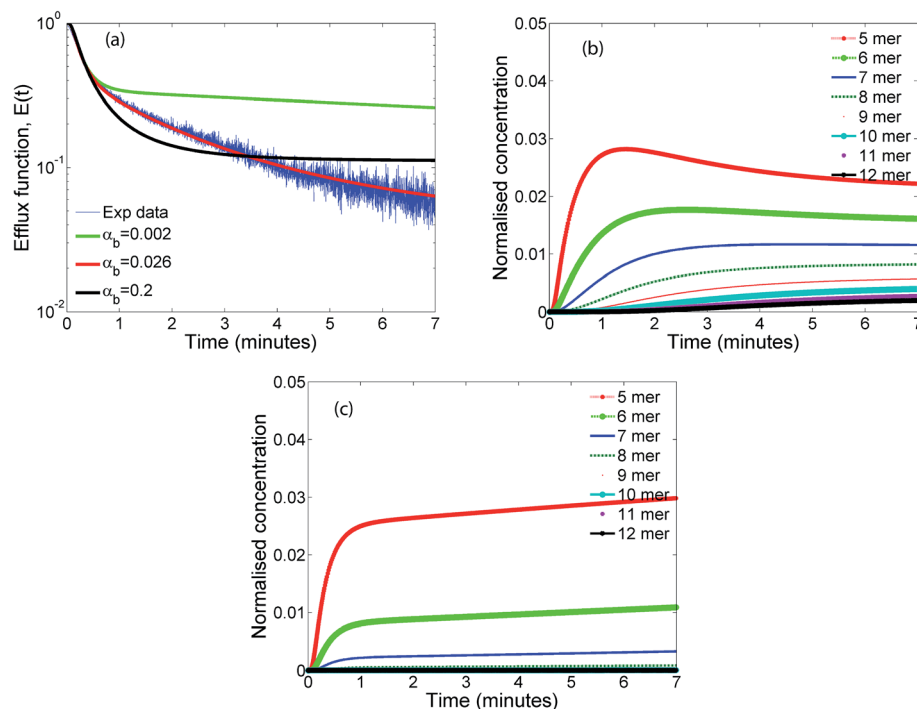 (a)
Efflux function, E(t)
10^0
10^-1
10^-2
Exp data
α_b=0.002
α_b=0.026
α_b=0.2
0 1 2 3 4 5 6 7
Time (minutes)
(b)
Normalised concentration
0.05
0.04
0.03
0.02
0.01
0
5 mer
6 mer
7 mer
8 mer
9 mer
10 mer
11 mer
12 mer
0 1 2 3 4 5 6 7
Time (minutes)
(c)
Normalised concentration
0.05
0.04
0.03
0.02
0.01
0
5 mer
6 mer
7 mer
8 mer
9 mer
10 mer
11 mer
12 mer
0 1 2 3 4 5 6 7
Time (minutes)